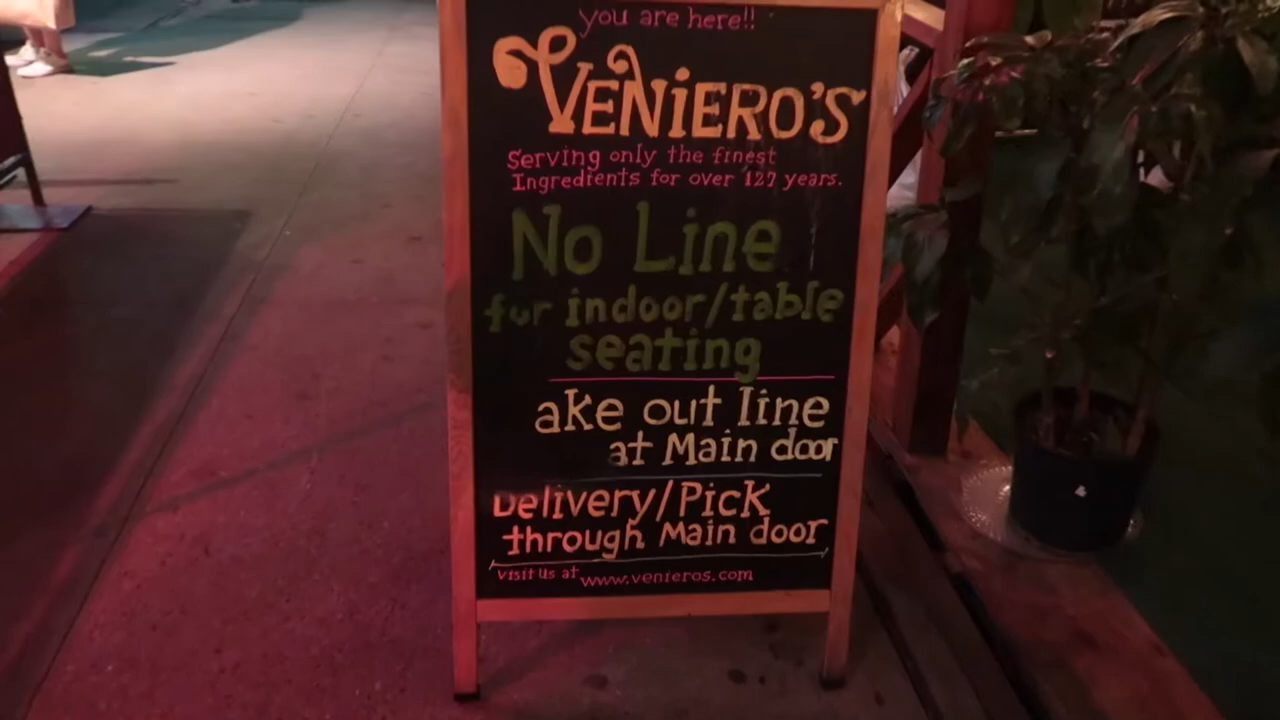 you are here!!
VENiERO'S
Serving only the finest
Ingredients for over 127 years.
No Line
for indoor/table
seating
ake out line
at Main door
Delivery/Pick
through Main door
visit us at www.venieros.com
&